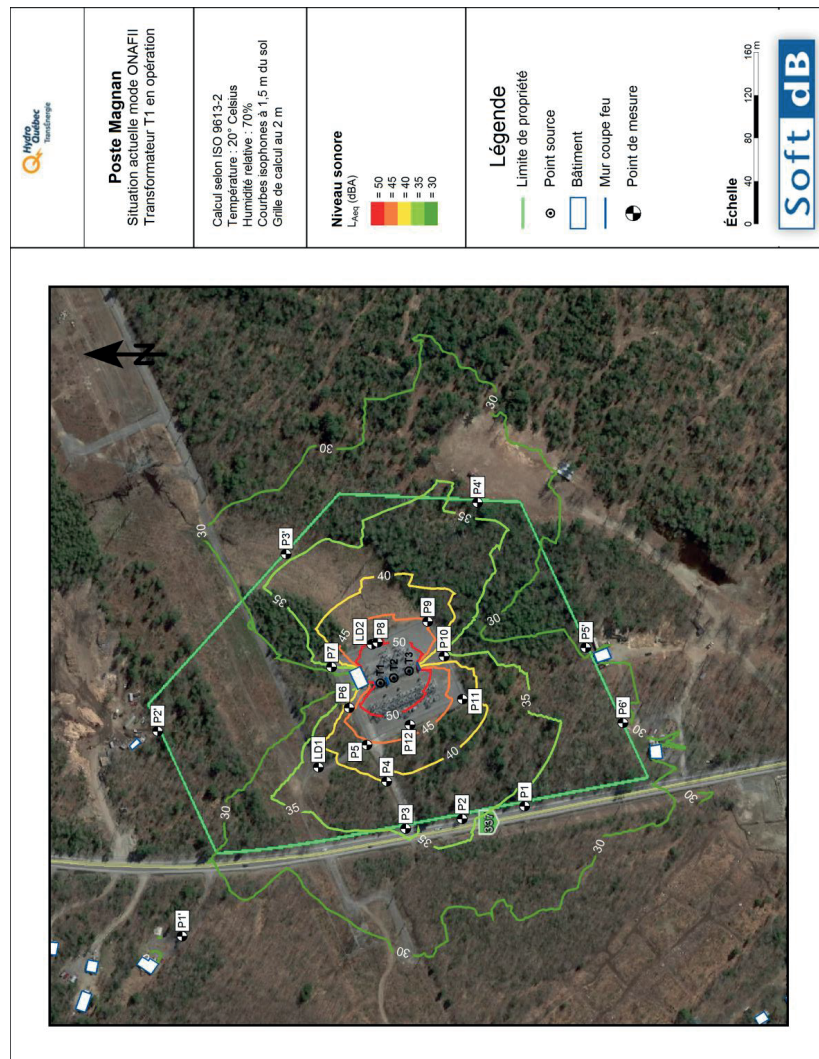 Hydro
Québec
TransÉnergie
Poste Magnan
Situation actuelle mode ONAFII
Transformateur T1 en opération
Calcul selon ISO 9613-2
Température : 20° Celsius
Humidité relative : 70%
Courbes isophones à 1,5 m du sol
Grille de calcul au 2 m
Niveau sonore
LAeq (dBA)
= 50
= 45
= 40
= 35
= 30
Légende
Limite de propriété
Point source
Bâtiment
Mur coupe feu
Point de mesure
Échelle
0 40 80 120 160 m
Soft dB
N
30
30
30
P2'
P3'
30
P1'
35
P7
40
P6
45
LD2
P8
LD1
T1
50
T2
P9
T3
P5
50
P4
P12
45
P10
35
P4'
35
P11
40
P3
35
P2
35
P1
30
P5'
P6'
30
30
30